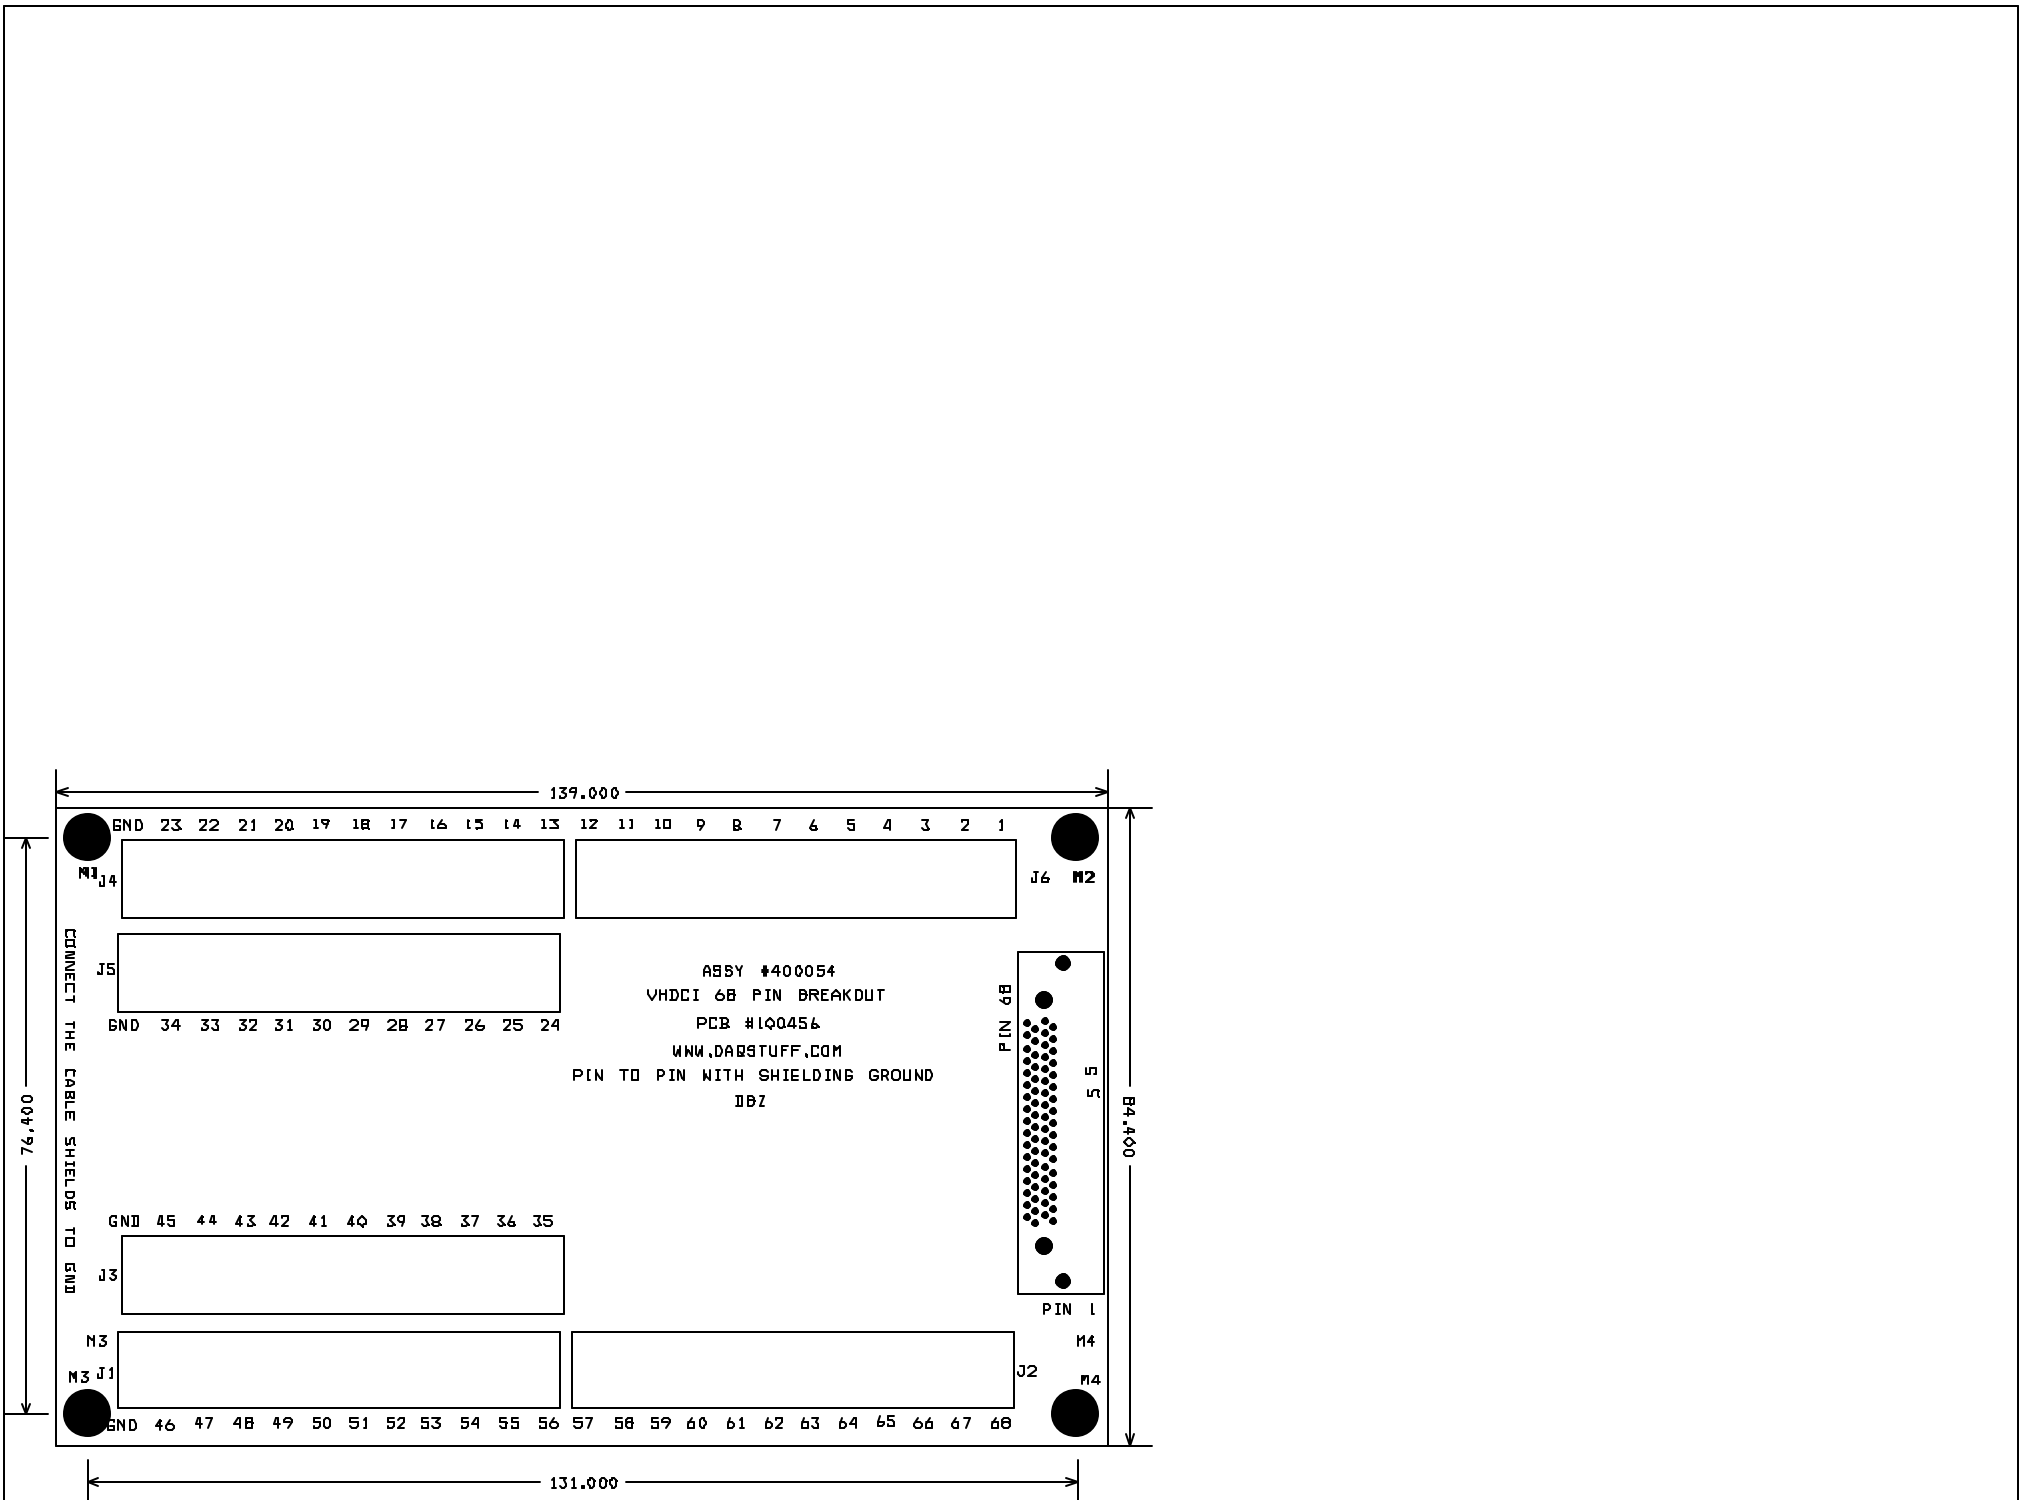 139.000
GND 23 22 21 20 19 18 17 16 15 14 13 12 11 10 9 8 7 6 5 4 3 2 1
M1
J4
J6
M2
CONNECT THE CABLE SHIELDS TO GND
J5
GND 34 33 32 31 30 29 28 27 26 25 24
ASSY #400054
VHDCI 68 PIN BREAKOUT
PCB #100456
WWW.DAQSTUFF.COM
PIN TO PIN WITH SHIELDING GROUND
PIN 68
76.400
84.400
GND 45 44 43 42 41 40 39 38 37 36 35
J3
PIN 1
M3
M4
M3
J1
J2
M4
GND 46 47 48 49 50 51 52 53 54 55 56 57 58 59 60 61 62 63 64 65 66 67 68
131.000